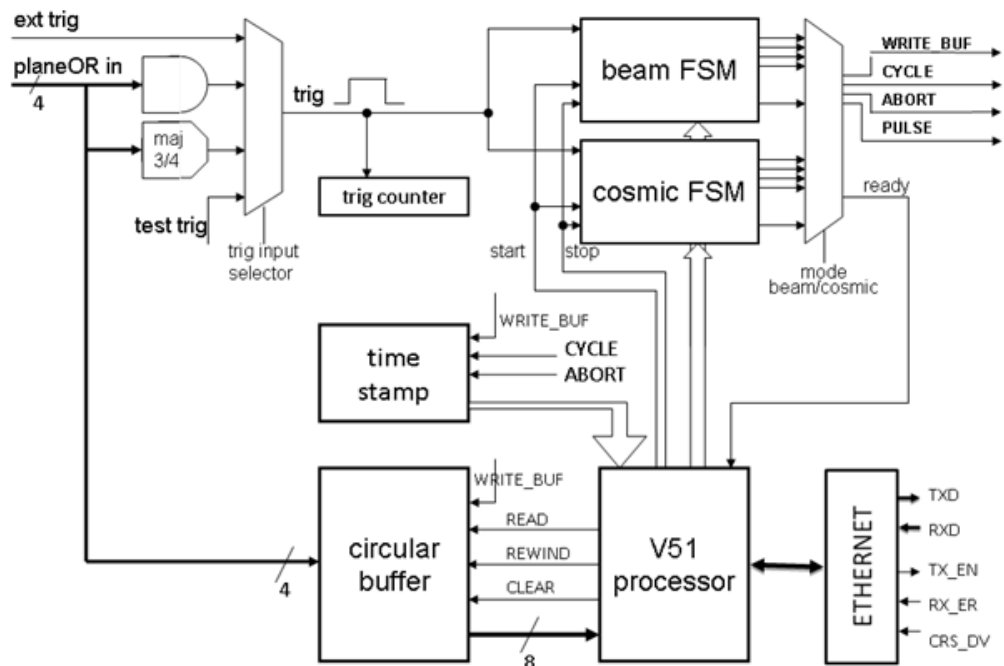 ext trig
planeOR in
4
maj
3/4
test trig
trig input
selector
trig
trig counter
beam FSM
cosmic FSM
start
stop
WRITE_BUF
CYCLE
ABORT
PULSE
ready
mode
beam/cosmic
time
stamp
WRITE_BUF
CYCLE
ABORT
circular
buffer
4
WRITE_BUF
READ
REWIND
CLEAR
8
V51
processor
ETHERNET
TXD
RXD
TX_EN
RX_ER
CRS_DV